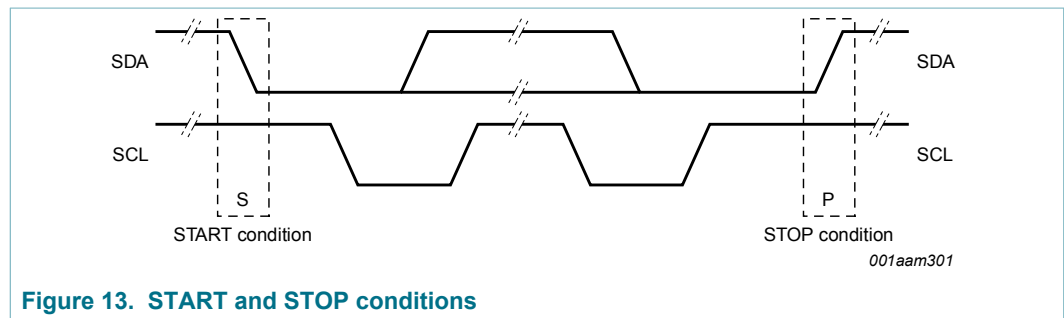 SDA
SDA
SCL
SCL
S
P
START condition
STOP condition
001aam301
Figure 13. START and STOP conditions